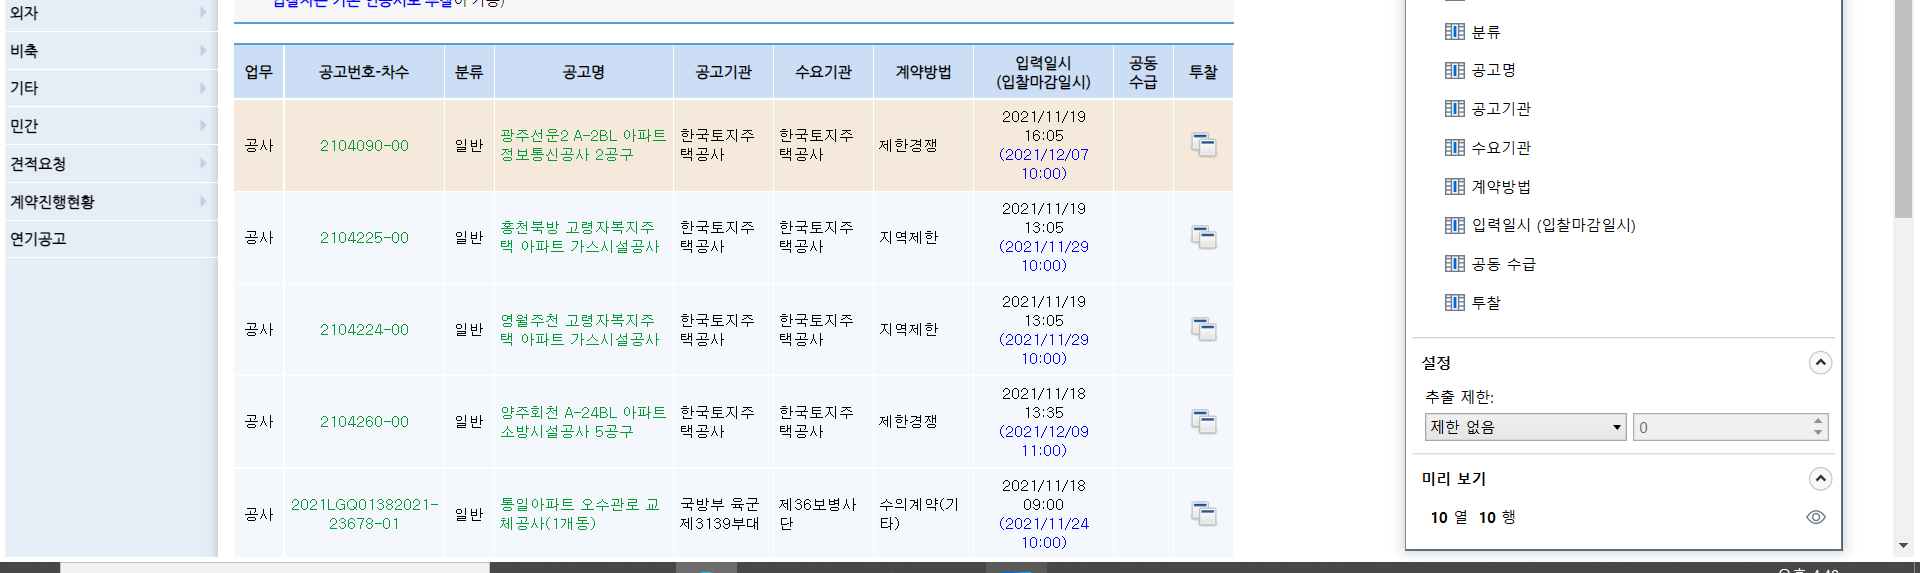 외자
비축
기타
민간
견적요청
계약진행현황
연기공고
입찰자는 기존 인증서로 투찰이 가능)
업무 공고번호-차수 분류 공고명 공고기관 수요기관 계약방법 입력일시 공동 투찰
(입찰마감일시) 수급
공사 2104090-00 일반 광주선운2 A-2BL 아파트 한국토지주 한국토지주 제한경쟁 2021/11/19
정보통신공사 2공구 택공사 택공사 16:05
(2021/12/07
10:00)
공사 2104225-00 일반 홍천북방 고령자복지주 한국토지주 한국토지주 지역제한 2021/11/19
택 아파트 가스시설공사 택공사 택공사 13:05
(2021/11/29
10:00)
공사 2104224-00 일반 영월주천 고령자복지주 한국토지주 한국토지주 지역제한 2021/11/19
택 아파트 가스시설공사 택공사 택공사 13:05
(2021/11/29
10:00)
공사 2104260-00 일반 양주회천 A-24BL 아파트 한국토지주 한국토지주 제한경쟁 2021/11/18
소방시설공사 5공구 택공사 택공사 13:35
(2021/12/09
11:00)
공사 2021LGQ01382021- 일반 통일아파트 오수관로 교 국방부 육군 제36보병사 수의계약(기 2021/11/18
23678-01 체공사(1개동) 제3139부대 단 타) 09:00
(2021/11/24
10:00)
분류
공고명
공고기관
수요기관
계약방법
입력일시 (입찰마감일시)
공동 수급
투찰
설정
추출 제한:
제한 없음 0
미리 보기
10 열 10 행